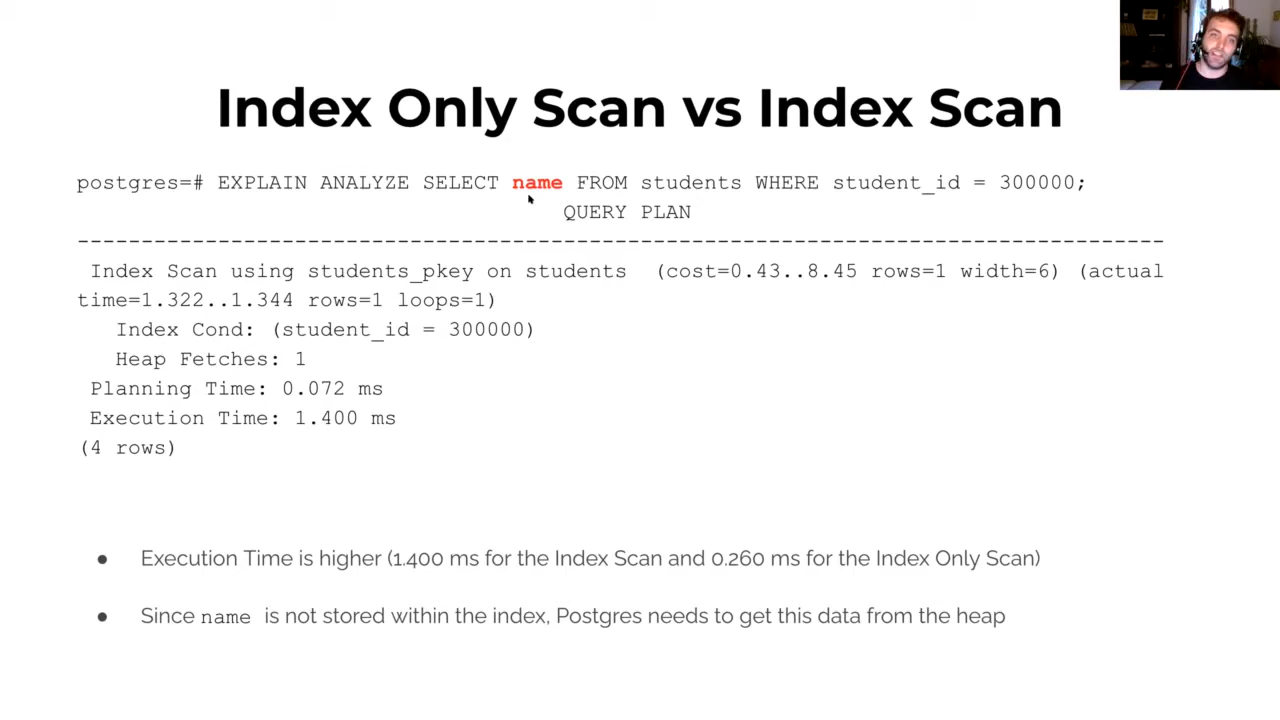 Index Only Scan vs Index Scan
postgres=# EXPLAIN ANALYZE SELECT name FROM students WHERE student_id = 300000;
QUERY PLAN
-------------------------------------------------------------------------------------
Index Scan using students_pkey on students (cost=0.43..8.45 rows=1 width=6) (actual
time=1.322..1.344 rows=1 loops=1)
Index Cond: (student_id = 300000)
Heap Fetches: 1
Planning Time: 0.072 ms
Execution Time: 1.400 ms
(4 rows)
● Execution Time is higher (1.400 ms for the Index Scan and 0.260 ms for the Index Only Scan)
● Since name is not stored within the index, Postgres needs to get this data from the heap